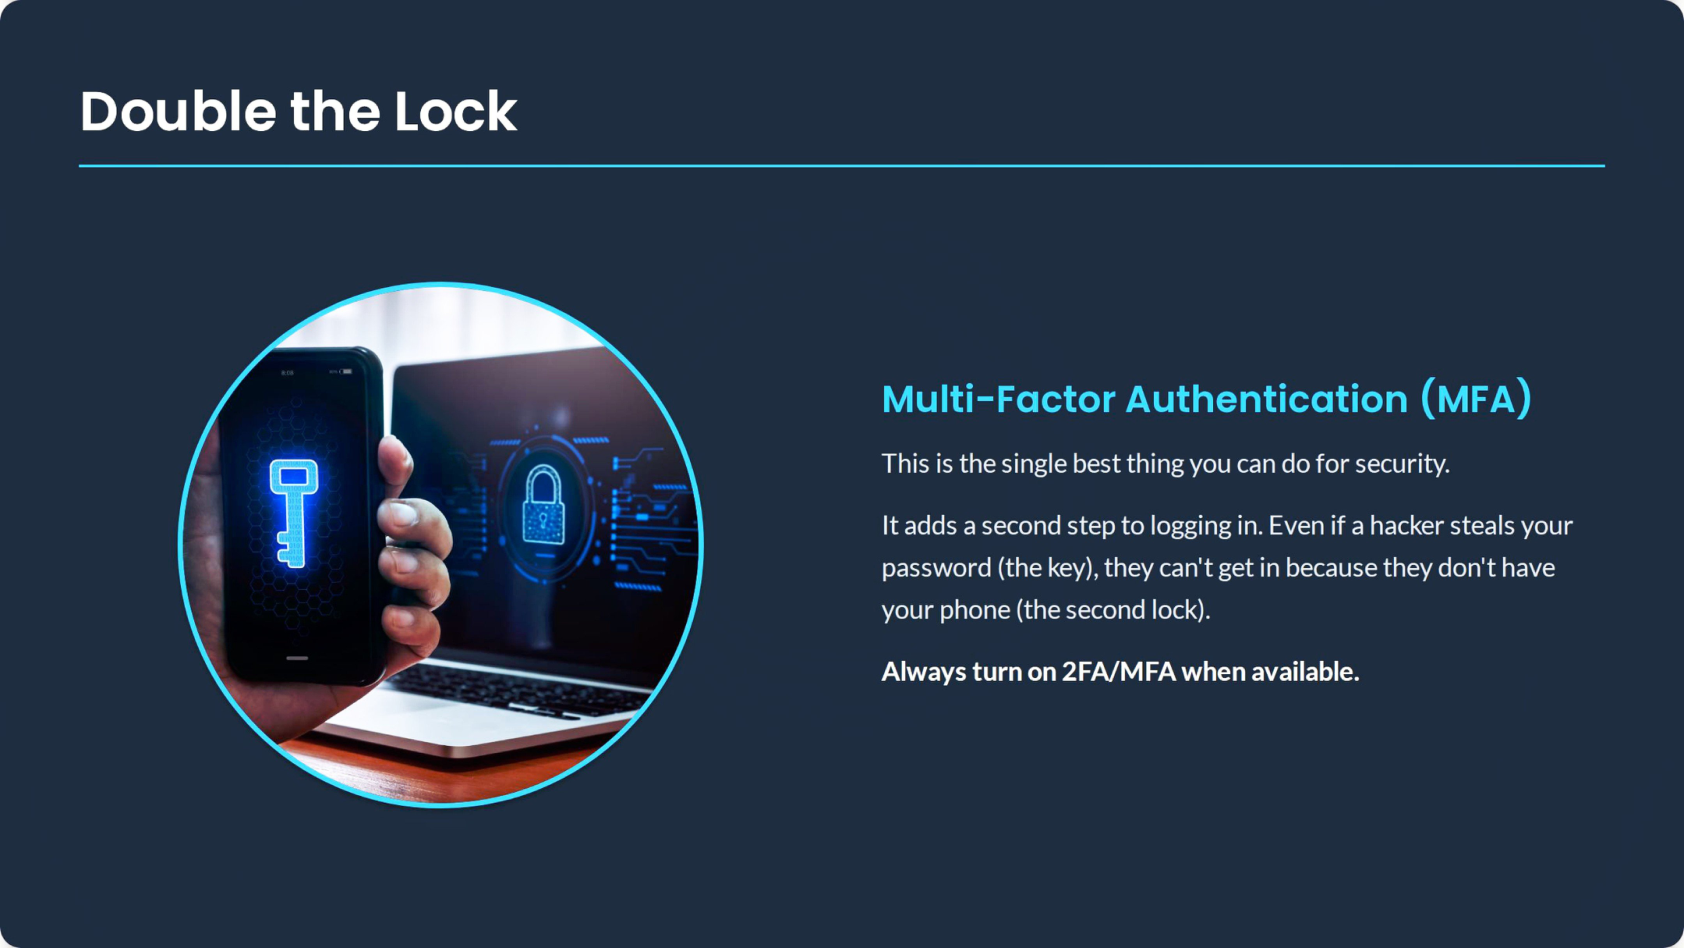 Double the Lock
Multi-Factor Authentication (MFA)
This is the single best thing you can do for security.
It adds a second step to logging in. Even if a hacker steals your
password (the key), they can't get in because they don't have
your phone (the second lock).
Always turn on 2FA/MFA when available.